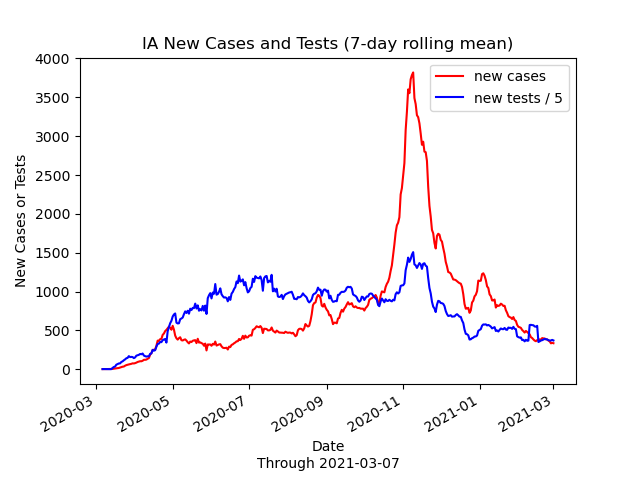 IA New Cases and Tests (7-day rolling mean)
new cases
new tests / 5
New Cases or Tests
4000
3500
3000
2500
2000
1500
1000
500
0
2020-03
2020-05
2020-07
2020-09
2020-11
2021-01
2021-03
Date
Through 2021-03-07